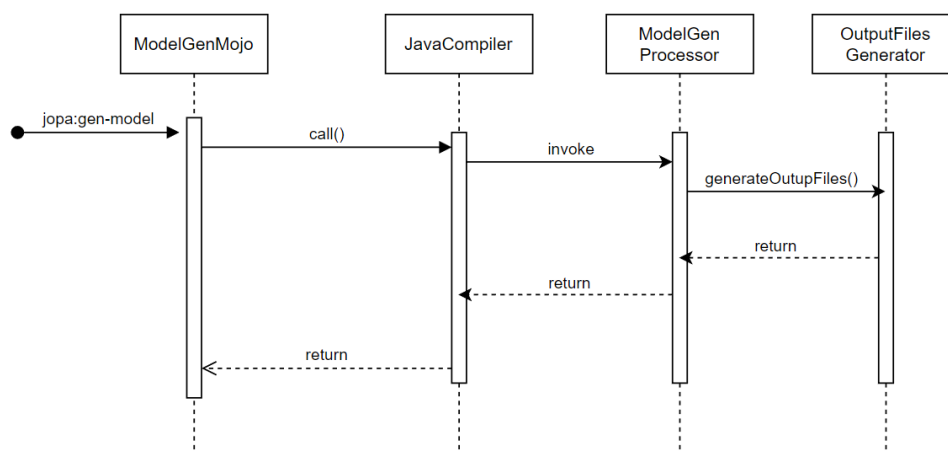 ModelGenMojo
JavaCompiler
ModelGen
Processor
OutputFiles
Generator
jopa:gen-model
call()
invoke
generateOutupFiles()
return
return
return